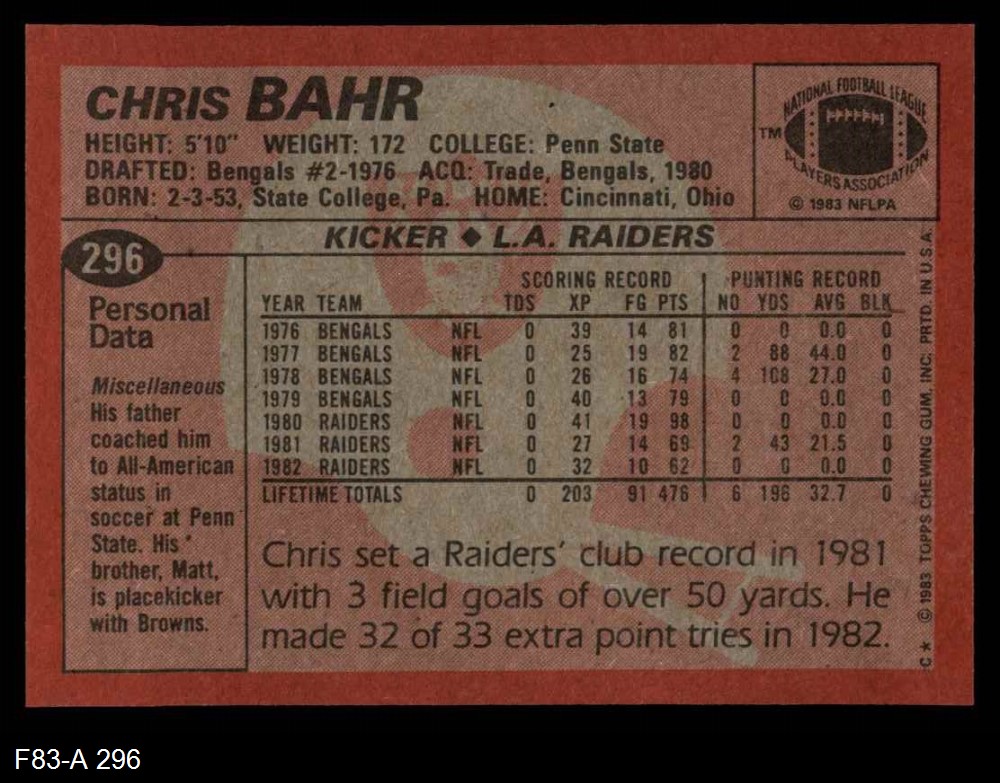 CHRIS BAHR
HEIGHT: 5'10" WEIGHT: 172 COLLEGE: Penn State
DRAFTED: Bengals #2-1976 ACQ: Trade, Bengals, 1980
BORN: 2-3-53, State College, Pa. HOME: Cincinnati, Ohio
NATIONAL FOOTBALL LEAGUE
TM
PLAYERS ASSOCIATION
© 1983 NFLPA
KICKER ◆ L.A. RAIDERS
296
Personal
Data
Miscellaneous
His father
coached him
to All-American
status in
soccer at Penn
State. His
brother, Matt,
is placekicker
with Browns.
SCORING RECORD PUNTING RECORD
YEAR TEAM TDS XP FG PTS NO YDS AVG BLK
1976 BENGALS NFL 0 39 14 81 0 0 0.0 0
1977 BENGALS NFL 0 25 19 82 2 88 44.0 0
1978 BENGALS NFL 0 26 16 74 4 108 27.0 0
1979 BENGALS NFL 0 40 13 79 0 0 0.0 0
1980 RAIDERS NFL 0 41 19 98 0 0 0.0 0
1981 RAIDERS NFL 0 27 14 69 2 43 21.5 0
1982 RAIDERS NFL 0 32 10 62 0 0 0.0 0
LIFETIME TOTALS 0 203 91 476 6 196 32.7 0
Chris set a Raiders' club record in 1981
with 3 field goals of over 50 yards. He
made 32 of 33 extra point tries in 1982.
C* © 1983 TOPPS CHEWING GUM, INC. PRTD. IN U.S.A.
F83-A 296